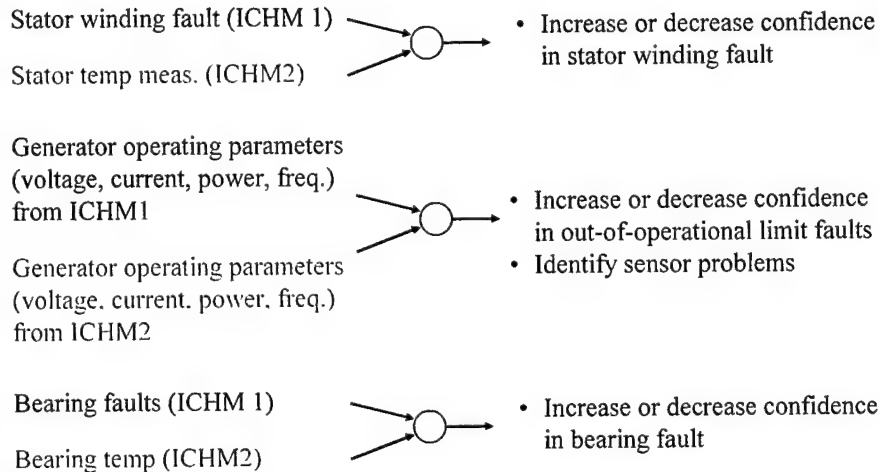 Stator winding fault (ICHM 1)
Stator temp meas. (ICHM2)
• Increase or decrease confidence
in stator winding fault
Generator operating parameters
(voltage, current, power, freq.)
from ICHM1
Generator operating parameters
(voltage. current. power, freq.)
from ICHM2
• Increase or decrease confidence
in out-of-operational limit faults
• Identify sensor problems
Bearing faults (ICHM 1)
Bearing temp (ICHM2)
• Increase or decrease confidence
in bearing fault